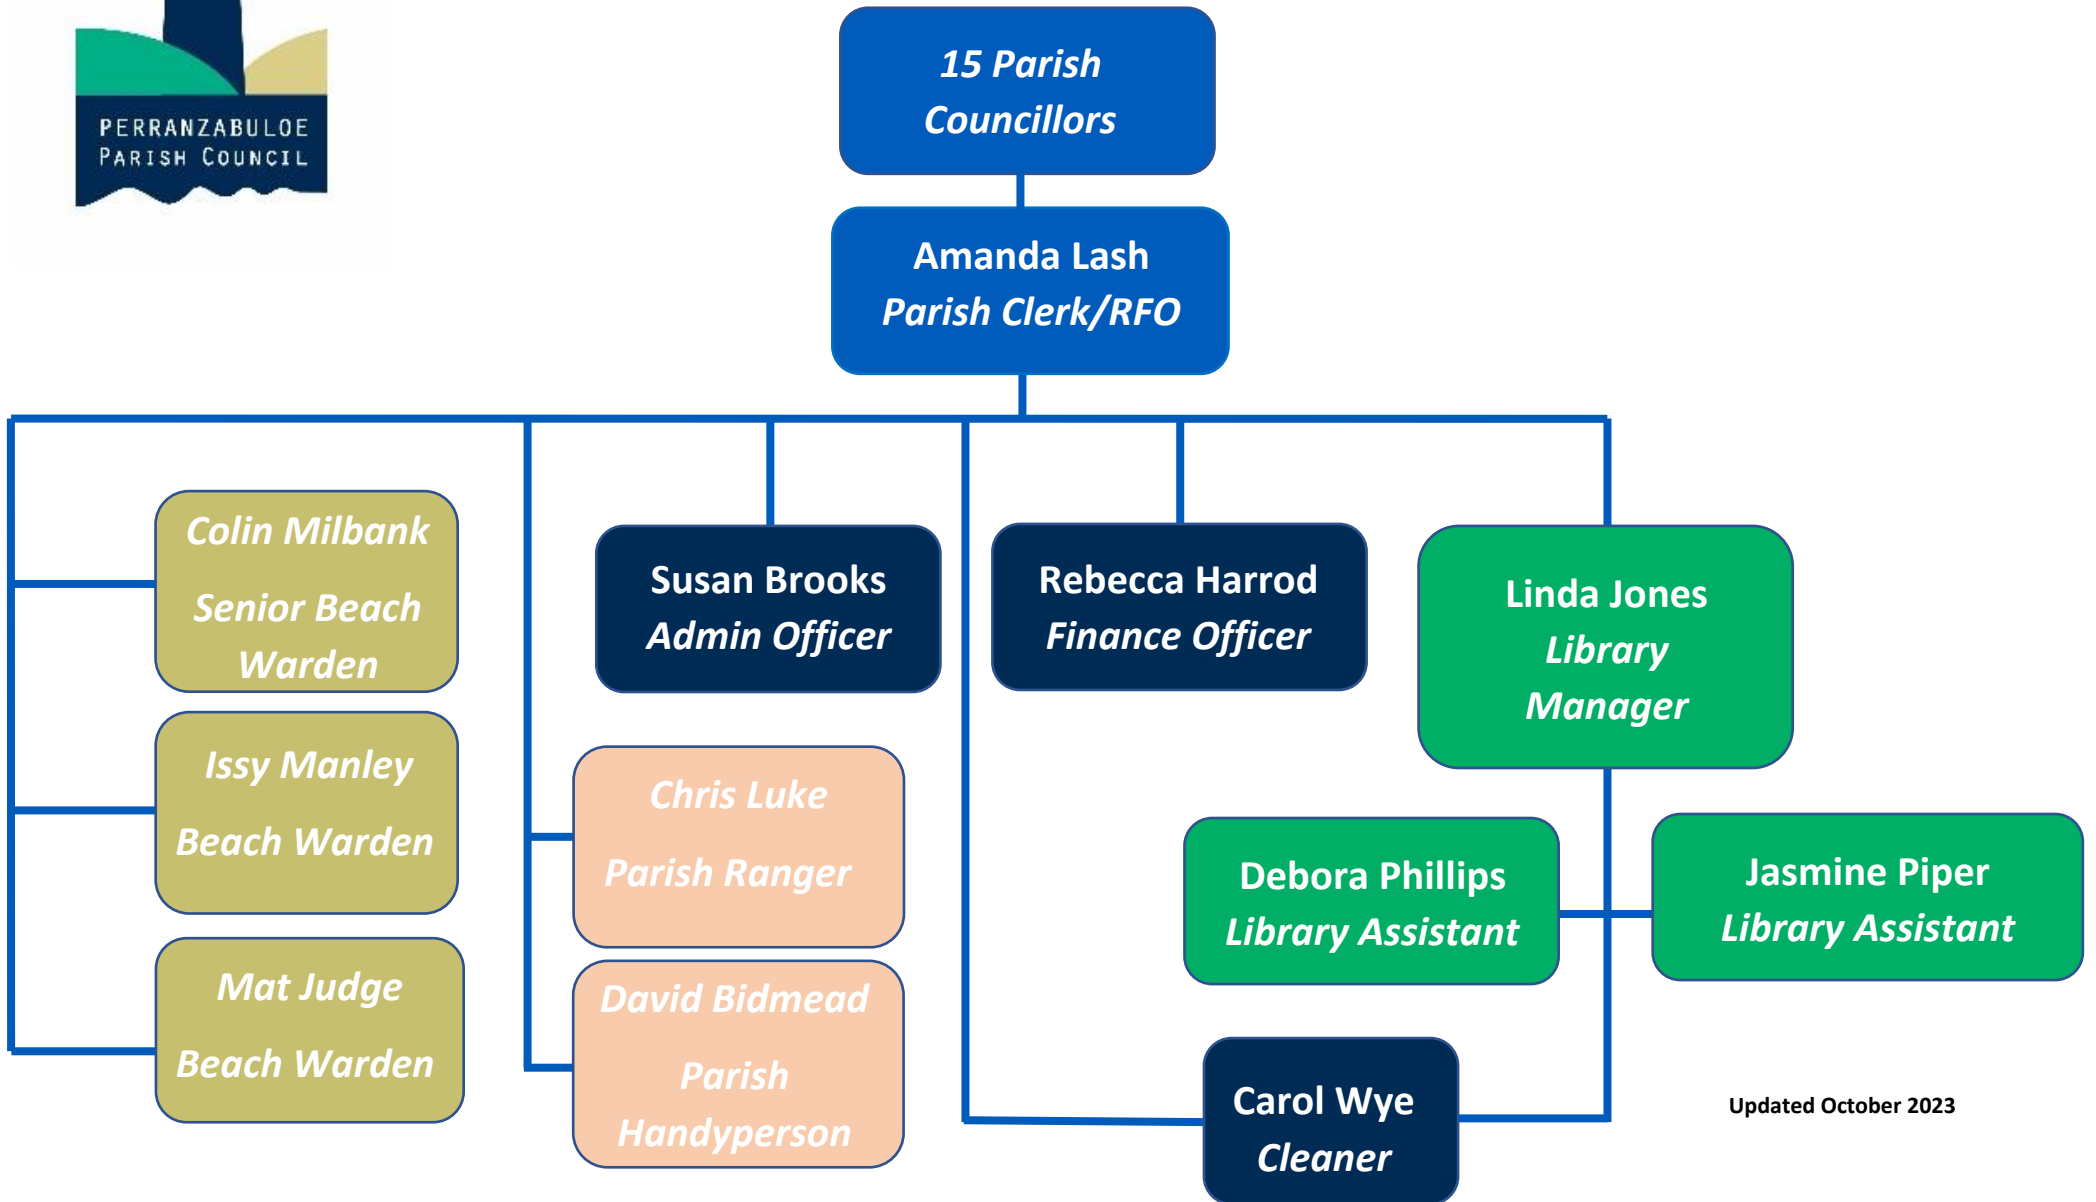 PERRANZABULOE
PARISH COUNCIL
15 Parish
Councillors
Amanda Lash
Parish Clerk/RFO
Colin Milbank
Senior Beach
Warden
Issy Manley
Beach Warden
Mat Judge
Beach Warden
Susan Brooks
Admin Officer
Chris Luke
Parish Ranger
David Bidmead
Parish
Handyperson
Rebecca Harrod
Finance Officer
Linda Jones
Library
Manager
Debora Phillips
Library Assistant
Jasmine Piper
Library Assistant
Carol Wye
Cleaner
Updated October 2023